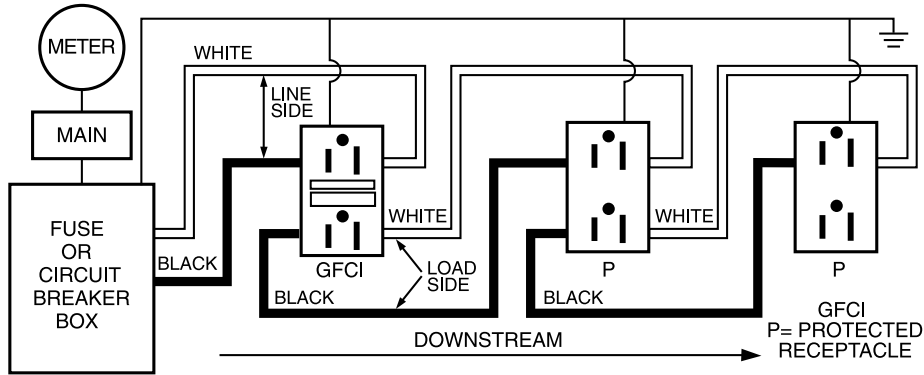 METER
WHITE
LINE
SIDE
MAIN
FUSE
OR
CIRCUIT
BREAKER
BOX
BLACK
GFCI
WHITE
LOAD
SIDE
BLACK
P
WHITE
BLACK
P
DOWNSTREAM
GFCI
P= PROTECTED
RECEPTACLE